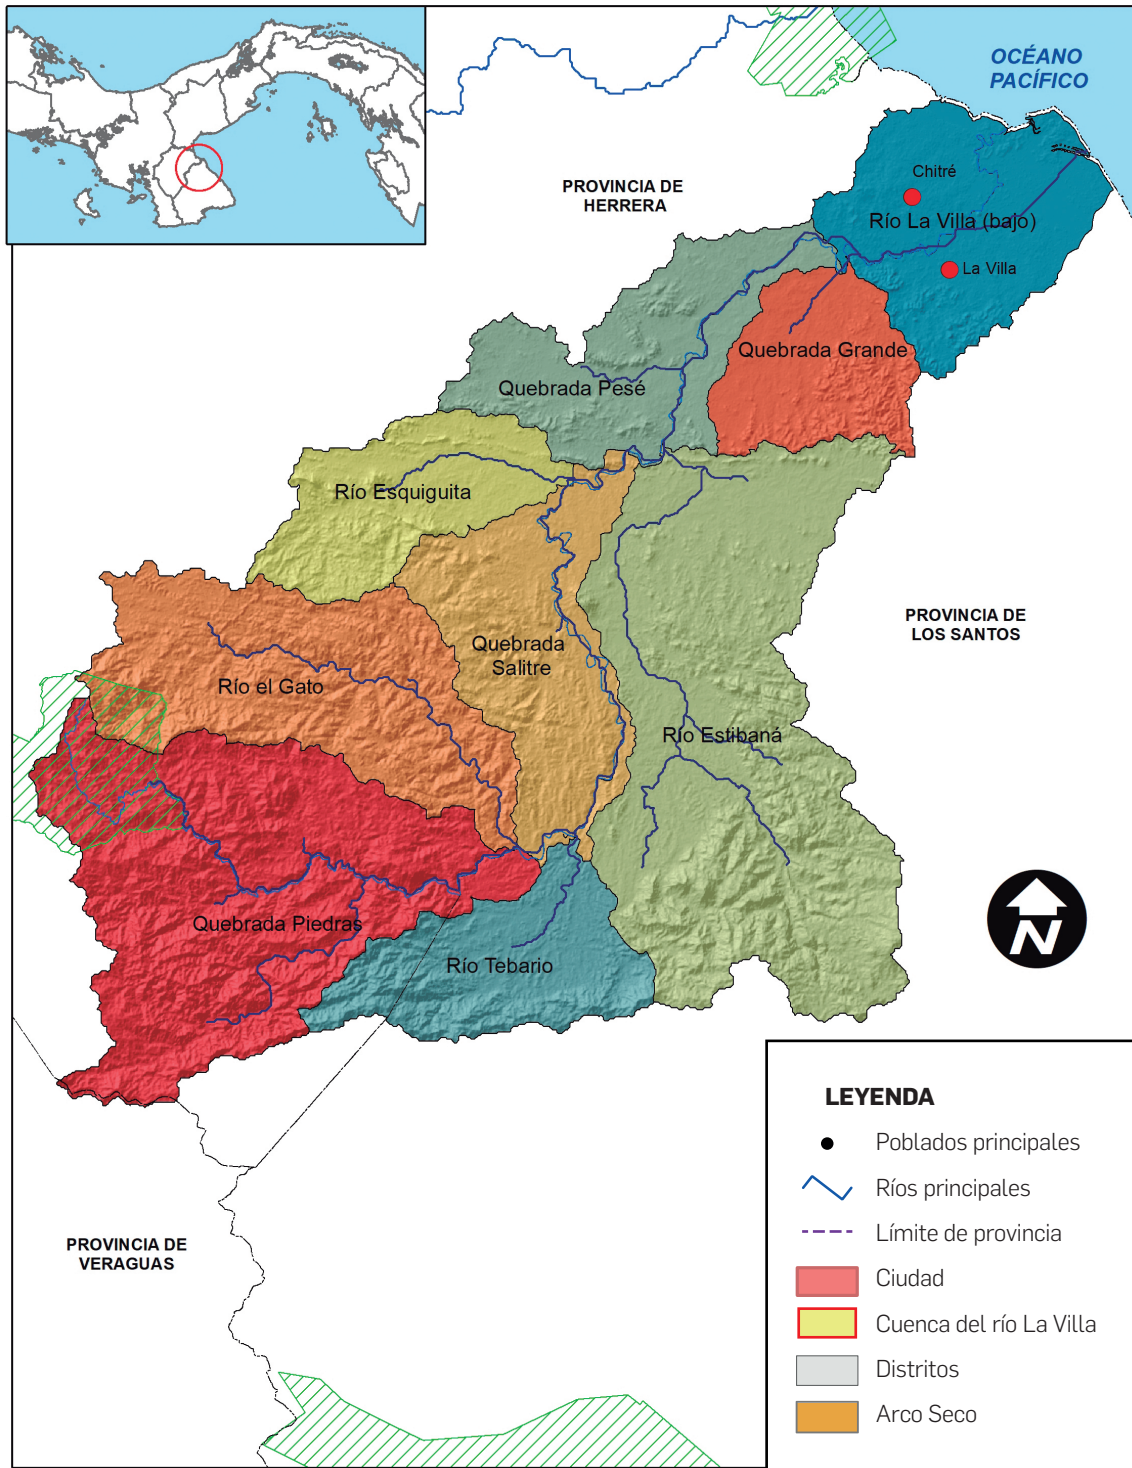 OCÉANO
PACÍFICO
PROVINCIA DE
HERRERA
Chitré
Río La Villa (bajo)
La Villa
Quebrada Grande
Quebrada Pesé
Río Esquiguita
PROVINCIA DE
LOS SANTOS
Quebrada
Salitre
Río el Gato
Río Estibaná
Quebrada Piedras
Río Tebario
N
PROVINCIA DE
VERAGUAS
LEYENDA
Poblados principales
Ríos principales
Límite de provincia
Ciudad
Cuenca del río La Villa
Distritos
Arco Seco